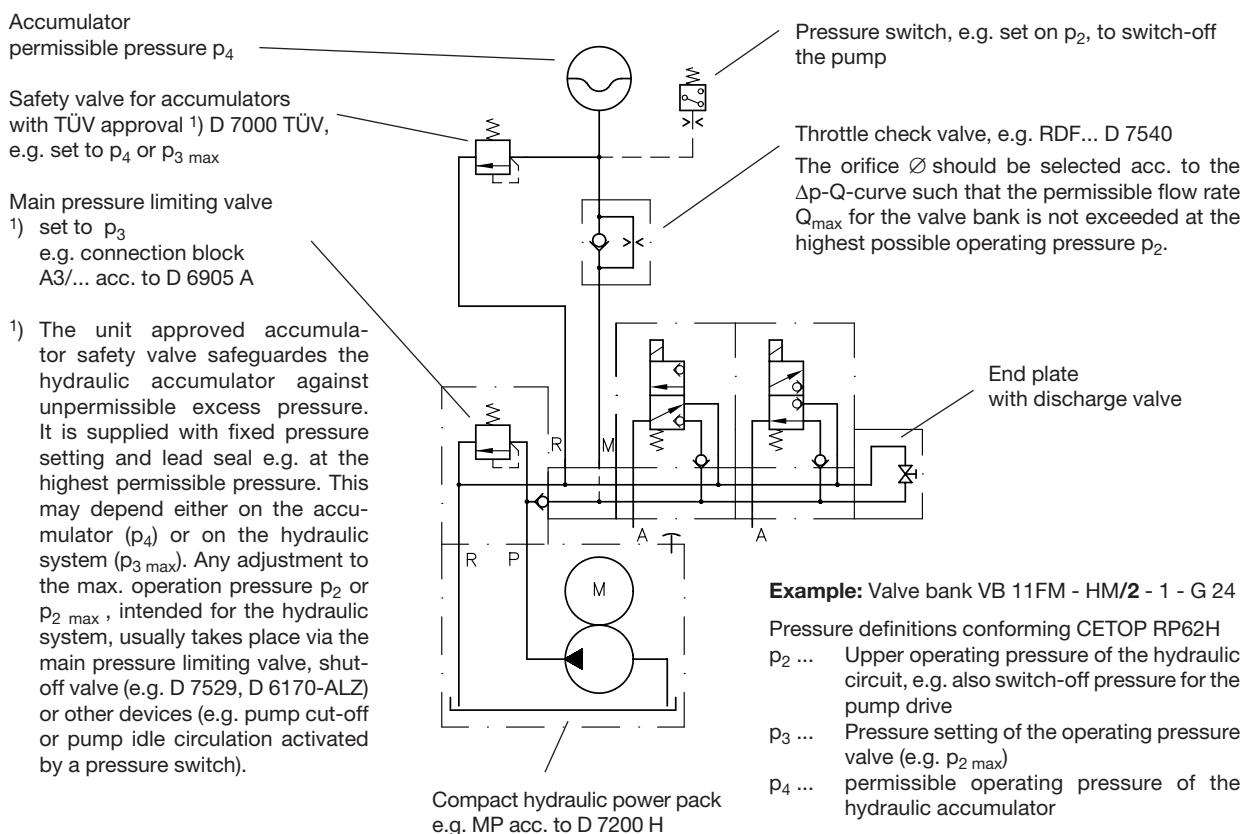 Accumulator
permissible pressure p4
Safety valve for accumulators
with TÜV approval 1) D 7000 TÜV,
e.g. set to p4 or p3 max
Main pressure limiting valve
1) set to p3
e.g. connection block
A3/... acc. to D 6905 A
1) The unit approved accumula-
tor safety valve safeguardes the
hydraulic accumulator against
unpermissible excess pressure.
It is supplied with fixed pressure
setting and lead seal e.g. at the
highest permissible pressure. This
may depend either on the accu-
mulator (p4) or on the hydraulic
system (p3 max). Any adjustment to
the max. operation pressure p2 or
p2 max , intended for the hydraulic
system, usually takes place via the
main pressure limiting valve, shut-
off valve (e.g. D 7529, D 6170-ALZ)
or other devices (e.g. pump cut-off
or pump idle circulation activated
by a pressure switch).
Pressure switch, e.g. set on p2, to switch-off
the pump
Throttle check valve, e.g. RDF... D 7540
The orifice Ø should be selected acc. to the
Δp-Q-curve such that the permissible flow rate
Qmax for the valve bank is not exceeded at the
highest possible operating pressure p2.
End plate
with discharge valve
R M
A A
R P
M
Compact hydraulic power pack
e.g. MP acc. to D 7200 H
Example: Valve bank VB 11FM - HM/2 - 1 - G 24
Pressure definitions conforming CETOP RP62H
p2 ... Upper operating pressure of the hydraulic
circuit, e.g. also switch-off pressure for the
pump drive
p3 ... Pressure setting of the operating pressure
valve (e.g. p2 max)
p4 ... permissible operating pressure of the
hydraulic accumulator